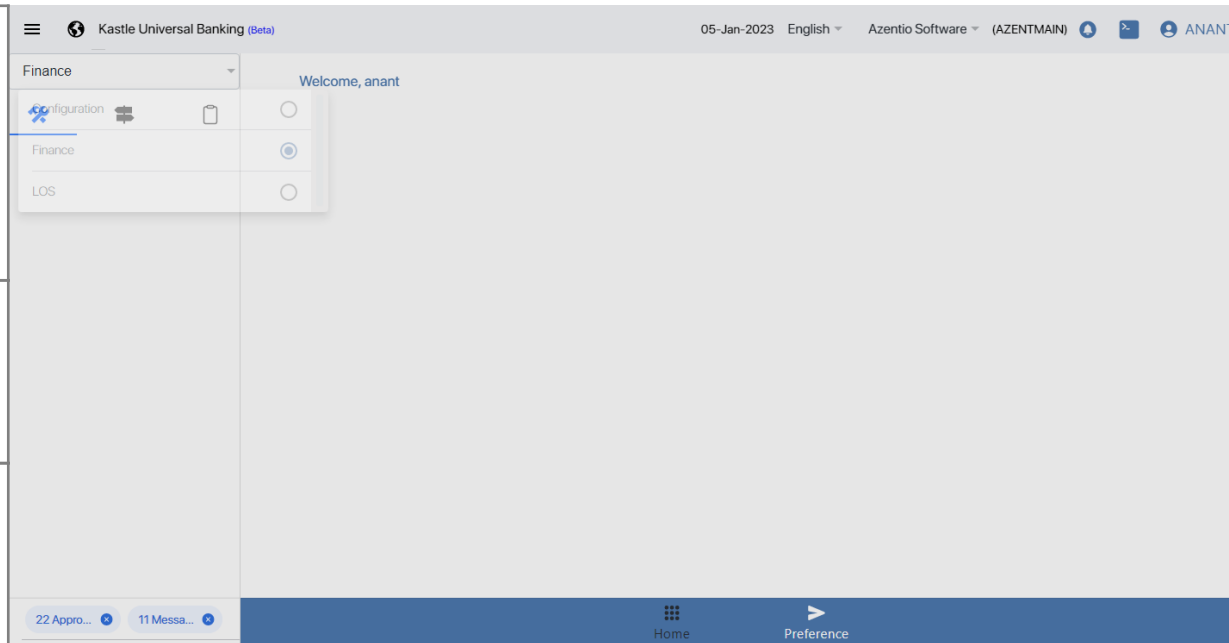 Kastle Universal Banking (Beta)
05-Jan-2023 English Azentio Software (AZENTMAIN) ANANT
Finance
Welcome, anant
Configuration
Finance
LOS
22 Appro... 11 Messa...
Home Preference